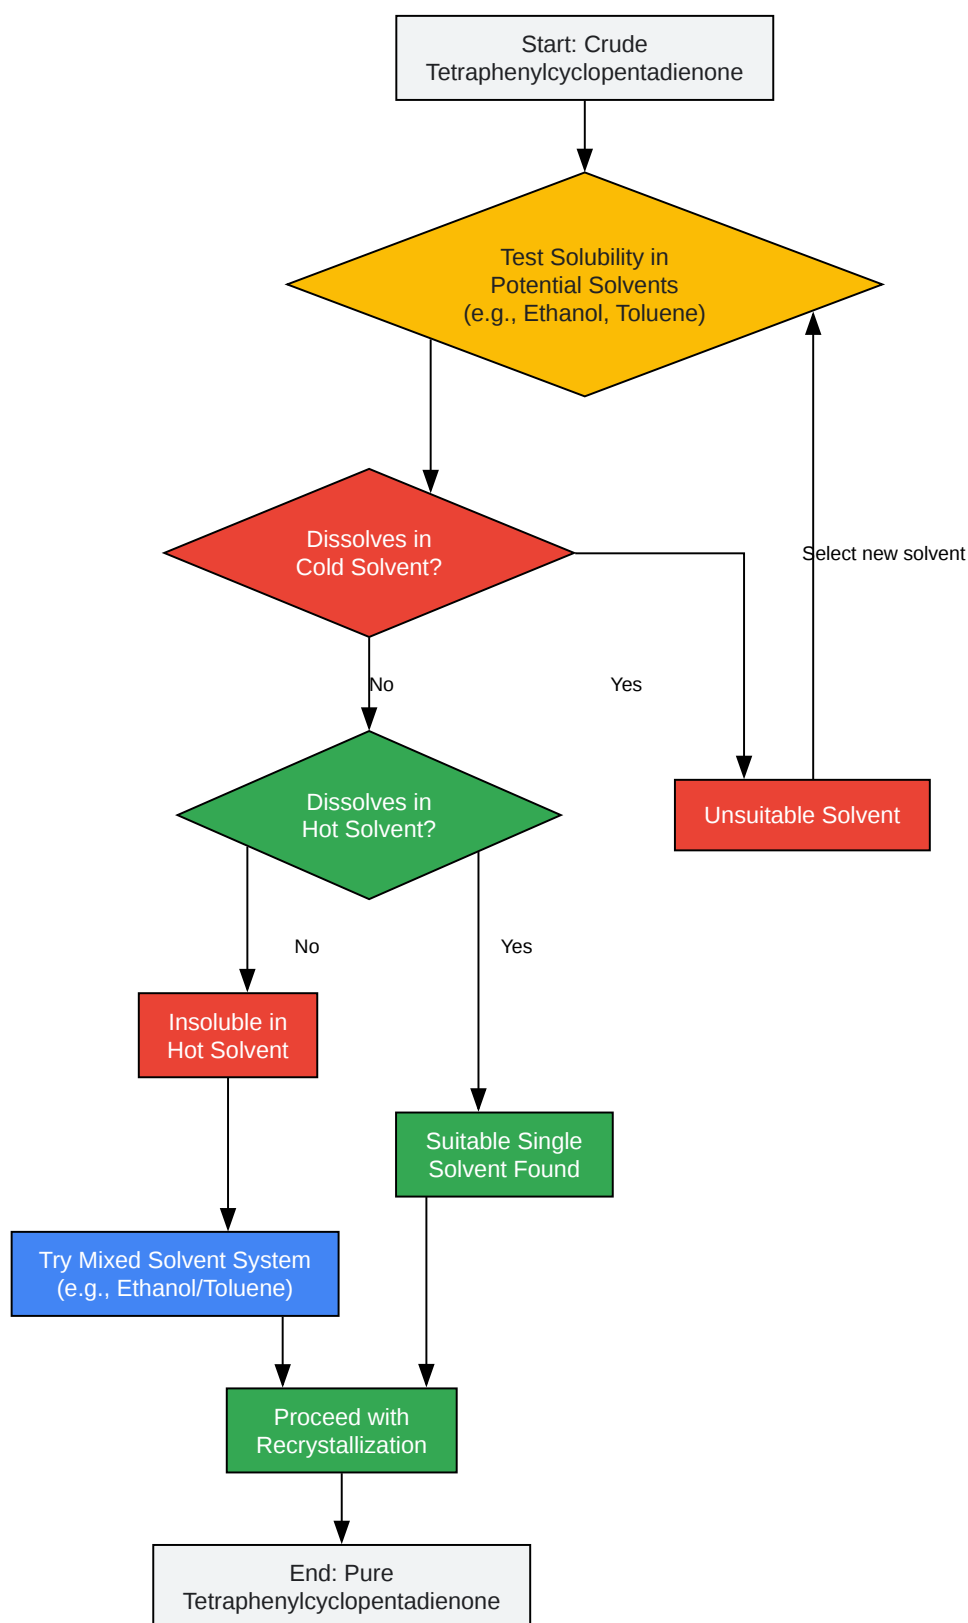 Start: Crude
Tetraphenylcyclopentadienone
Test Solubility in
Potential Solvents
(e.g., Ethanol, Toluene)
Dissolves in
Cold Solvent?
Select new solvent
No
Yes
Dissolves in
Hot Solvent?
Unsuitable Solvent
No
Yes
Insoluble in
Hot Solvent
Suitable Single
Solvent Found
Try Mixed Solvent System
(e.g., Ethanol/Toluene)
Proceed with
Recrystallization
End: Pure
Tetraphenylcyclopentadienone